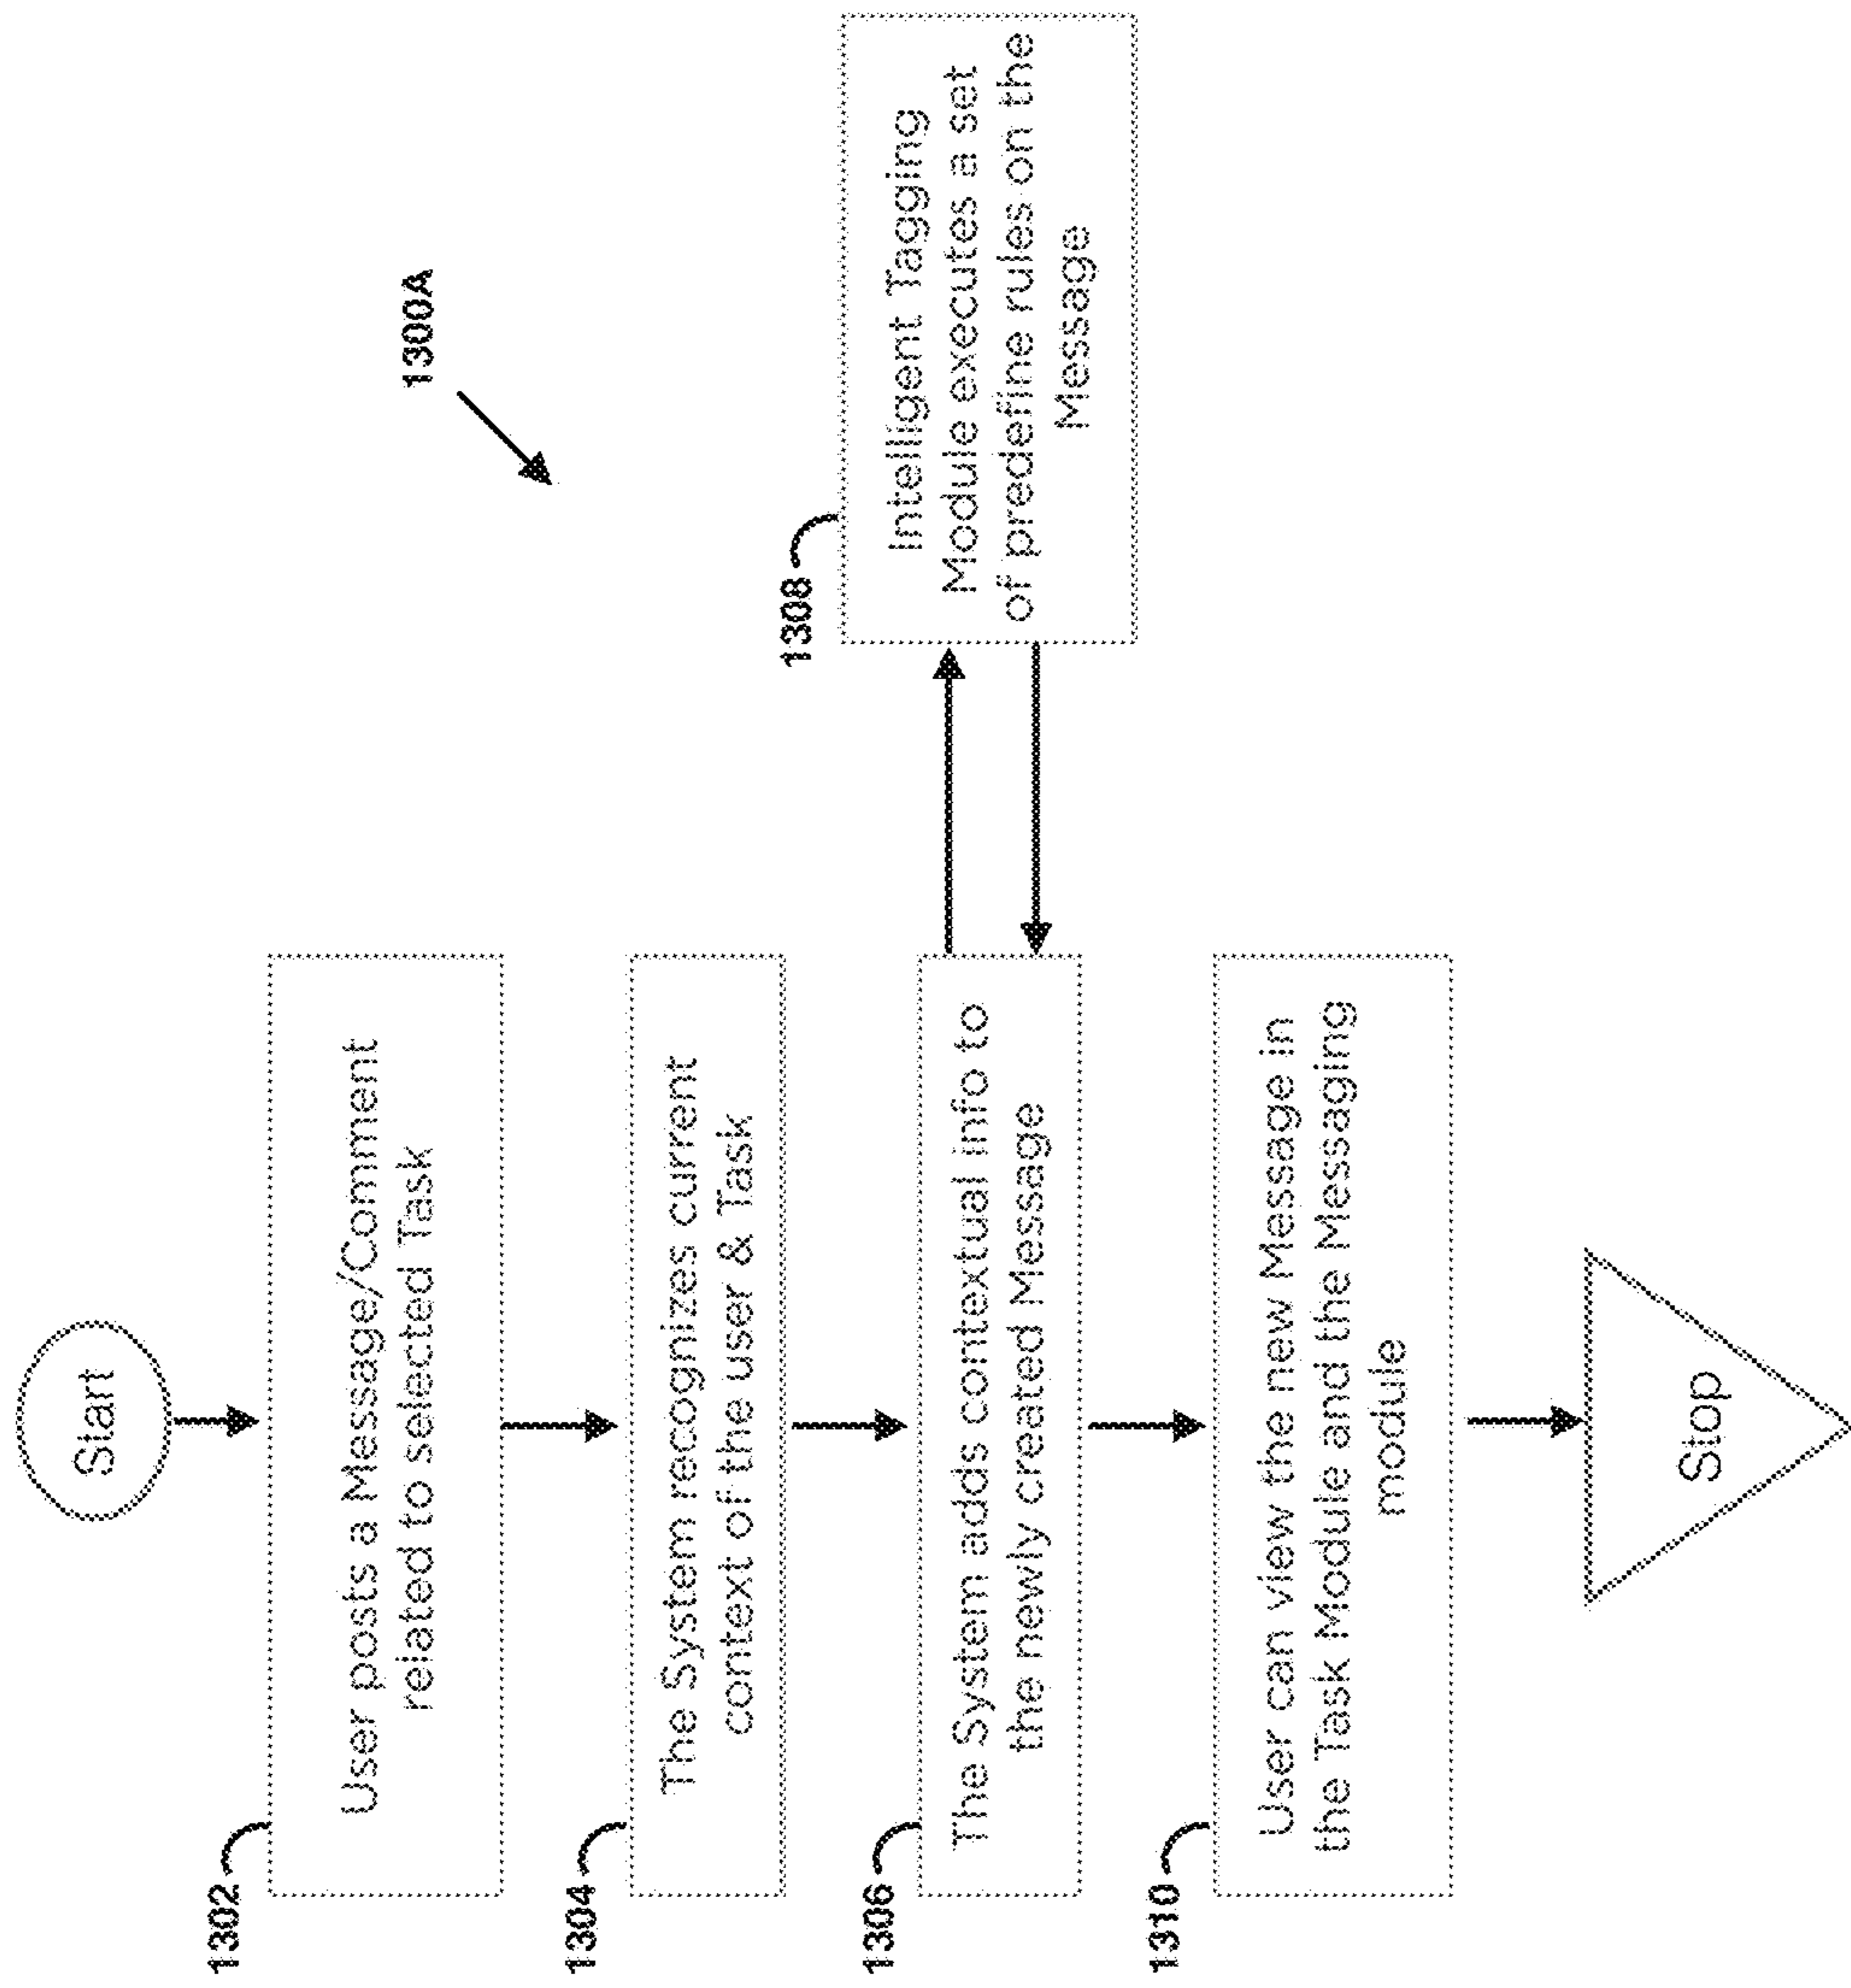 1300A
Start
1302
User posts a Message/Comment
related to selected Task
1304
The System recognizes current
context of the user & Task
1306
The System adds contextual info to
the newly created Message
1308
Intelligent Tagging
Module executes a set
of predefine rules on the
Message
1310
User can view the new Message in
the Task Module and the Messaging
module
Stop